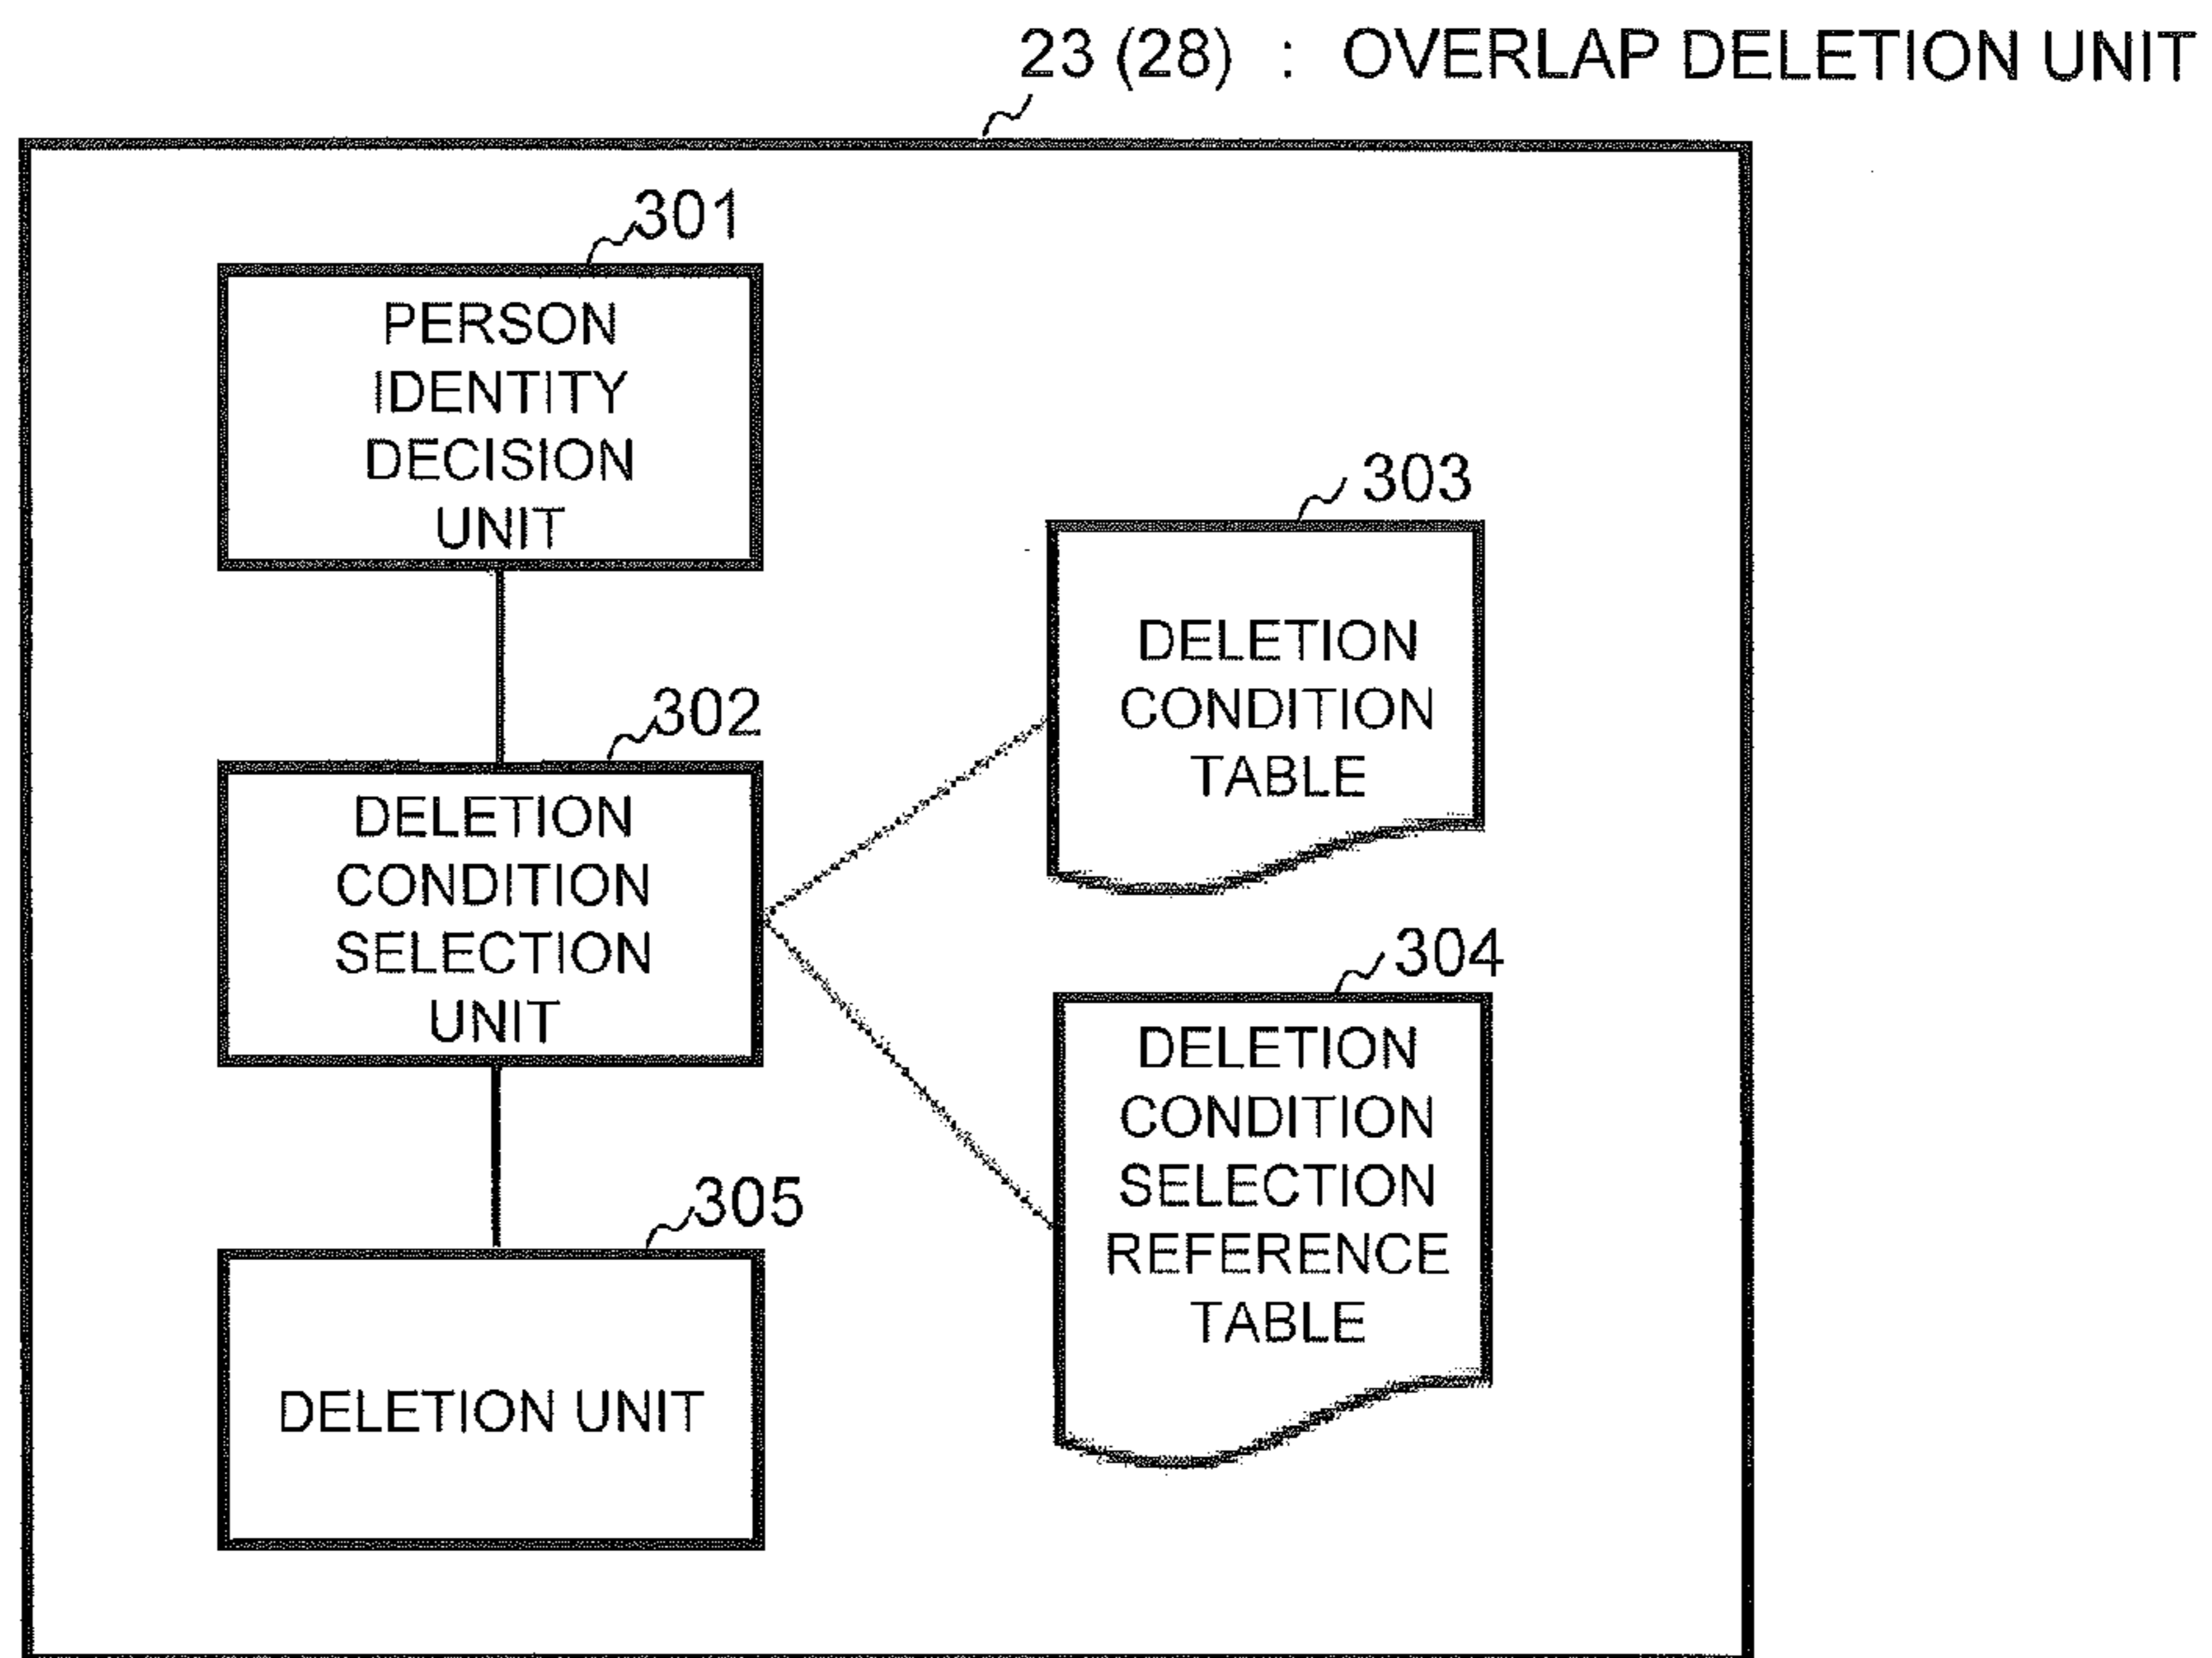 23 (28) : OVERLAP DELETION UNIT
301
PERSON
IDENTITY
DECISION
UNIT
302
DELETION
CONDITION
SELECTION
UNIT
303
DELETION
CONDITION
TABLE
304
DELETION
CONDITION
SELECTION
REFERENCE
TABLE
305
DELETION UNIT